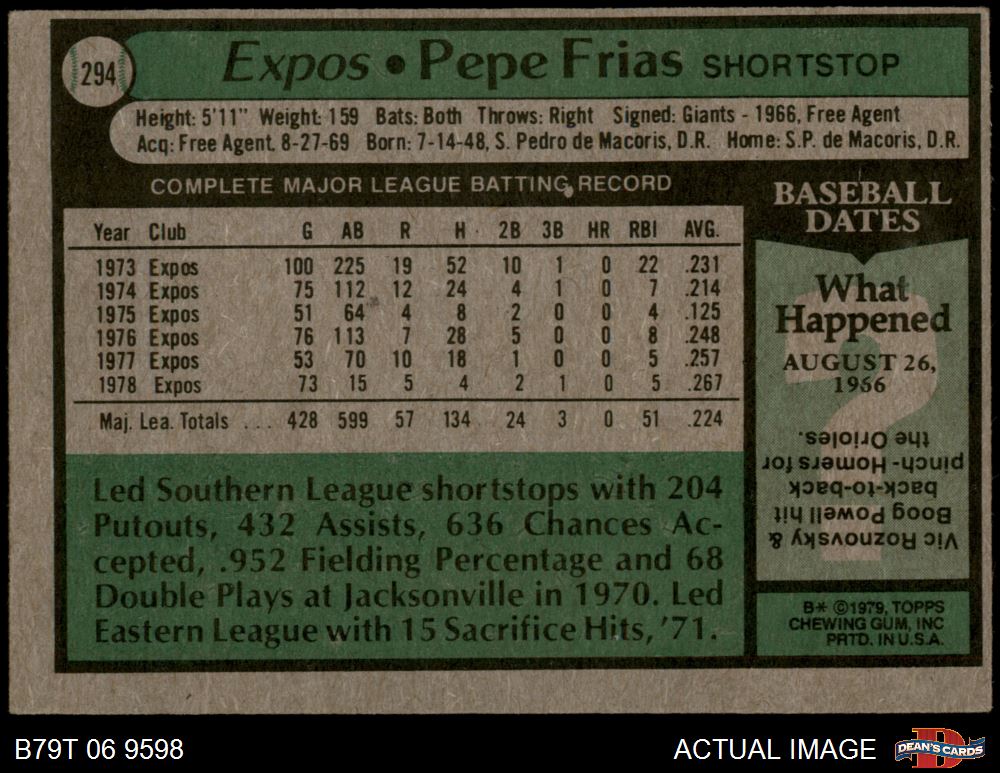 294
Expos • Pepe Frias SHORTSTOP
Height: 5'11" Weight: 159 Bats: Both Throws: Right Signed: Giants - 1966, Free Agent
Acq: Free Agent. 8-27-69 Born: 7-14-48, S. Pedro de Macoris, D.R. Home: S.P. de Macoris, D.R.
COMPLETE MAJOR LEAGUE BATTING RECORD
Year Club G AB R H 2B 3B HR RBI AVG.
1973 Expos 100 225 19 52 10 1 0 22 .231
1974 Expos 75 112 12 24 4 1 0 7 .214
1975 Expos 51 64 4 8 2 0 0 4 .125
1976 Expos 76 113 7 28 5 0 0 8 .248
1977 Expos 53 70 10 18 1 0 0 5 .257
1978 Expos 73 15 5 4 2 1 0 5 .267
Maj. Lea. Totals ... 428 599 57 134 24 3 0 51 .224
Led Southern League shortstops with 204
Putouts, 432 Assists, 636 Chances Ac-
cepted, .952 Fielding Percentage and 68
Double Plays at Jacksonville in 1970. Led
Eastern League with 15 Sacrifice Hits, '71.
BASEBALL
DATES
What
Happened
AUGUST 26,
1966
?
Vic Roznovsky &
Boog Powell hit
back-to-back
pinch-Homers for
the Orioles.
B* ©1979, TOPPS
CHEWING GUM, INC
PRTD. IN U.S.A.
B79T 06 9598
ACTUAL IMAGE
D
DEAN'S CARDS